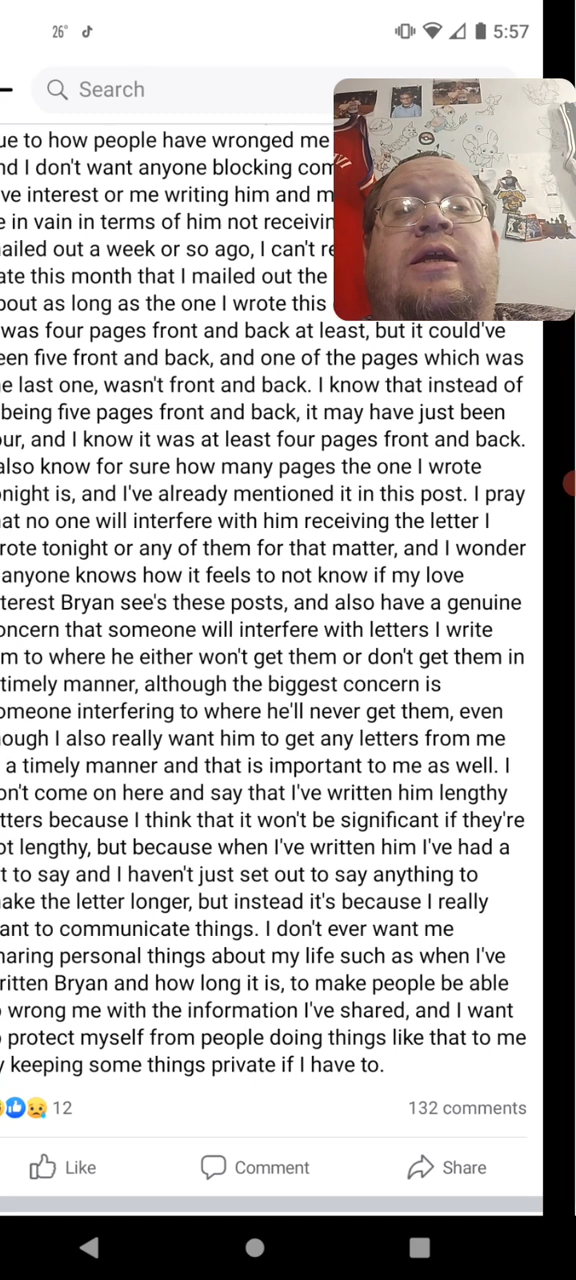 26°
5:57
Search
ue to how people have wronged me
nd I don't want anyone blocking com
ve interest or me writing him and m
e in vain in terms of him not receivin
ailed out a week or so ago, I can't re
ate this month that I mailed out the
bout as long as the one I wrote this
was four pages front and back at least, but it could've
een five front and back, and one of the pages which was
e last one, wasn't front and back. I know that instead of
being five pages front and back, it may have just been
our, and I know it was at least four pages front and back.
also know for sure how many pages the one I wrote
onight is, and I've already mentioned it in this post. I pray
at no one will interfere with him receiving the letter I
rote tonight or any of them for that matter, and I wonder
anyone knows how it feels to not know if my love
terest Bryan see's these posts, and also have a genuine
oncern that someone will interfere with letters I write
m to where he either won't get them or don't get them in
timely manner, although the biggest concern is
omeone interfering to where he'll never get them, even
ough I also really want him to get any letters from me
a timely manner and that is important to me as well. I
on't come on here and say that I've written him lengthy
tters because I think that it won't be significant if they're
ot lengthy, but because when I've written him I've had a
t to say and I haven't just set out to say anything to
ake the letter longer, but instead it's because I really
ant to communicate things. I don't ever want me
haring personal things about my life such as when I've
ritten Bryan and how long it is, to make people be able
o wrong me with the information I've shared, and I want
o protect myself from people doing things like that to me
y keeping some things private if I have to.
12
132 comments
Like
Comment
Share